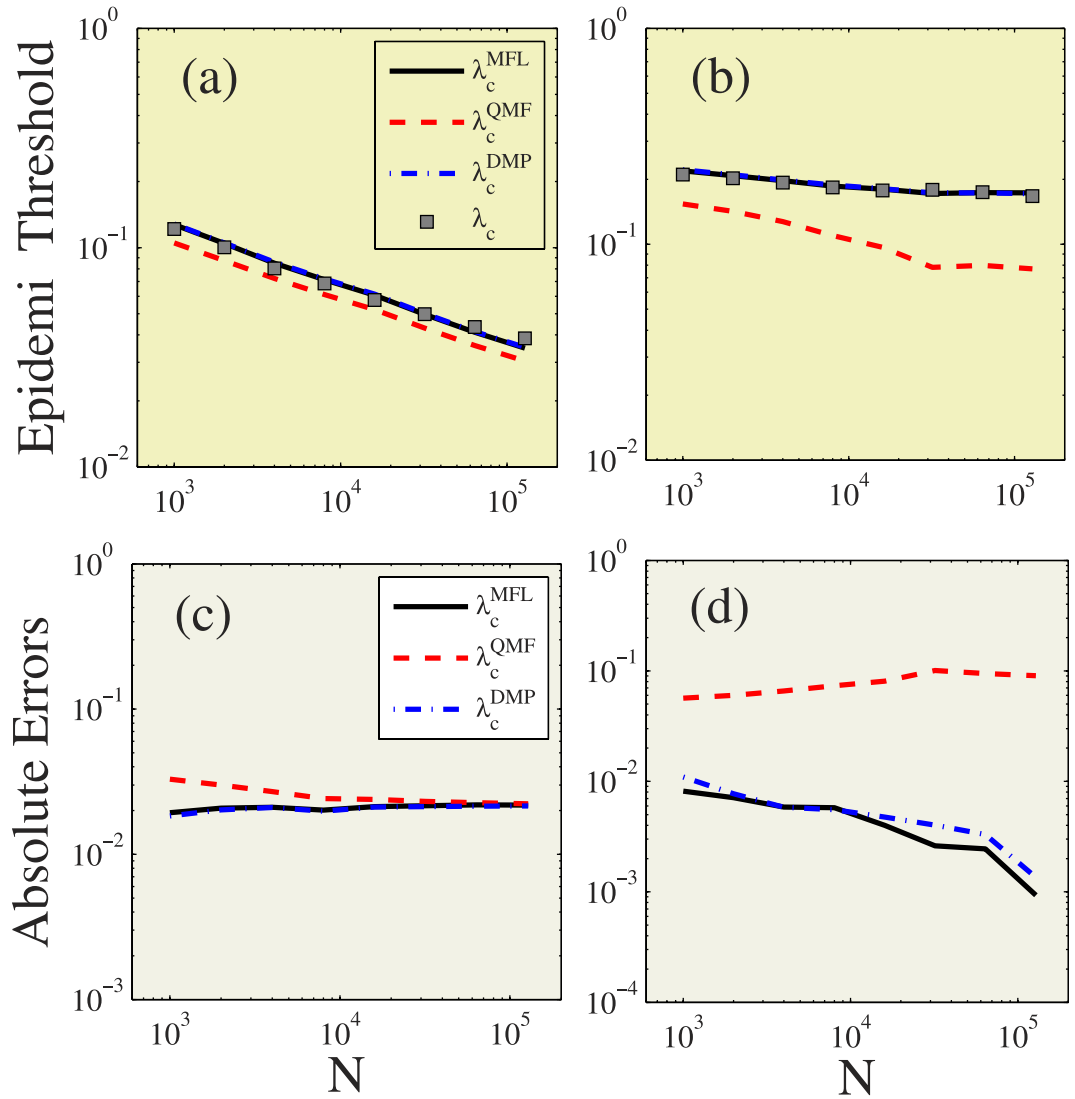 Epidemi Threshold
10^0
10^-1
10^-2
10^3
10^4
10^5
(a)
λ_c^MFL
λ_c^QMF
λ_c^DMP
λ_c
10^0
10^-1
10^-2
10^3
10^4
10^5
(b)
Absolute Errors
10^0
10^-1
10^-2
10^-3
10^3
10^4
10^5
N
(c)
λ_c^MFL
λ_c^QMF
λ_c^DMP
10^0
10^-1
10^-2
10^-3
10^-4
10^3
10^4
10^5
N
(d)